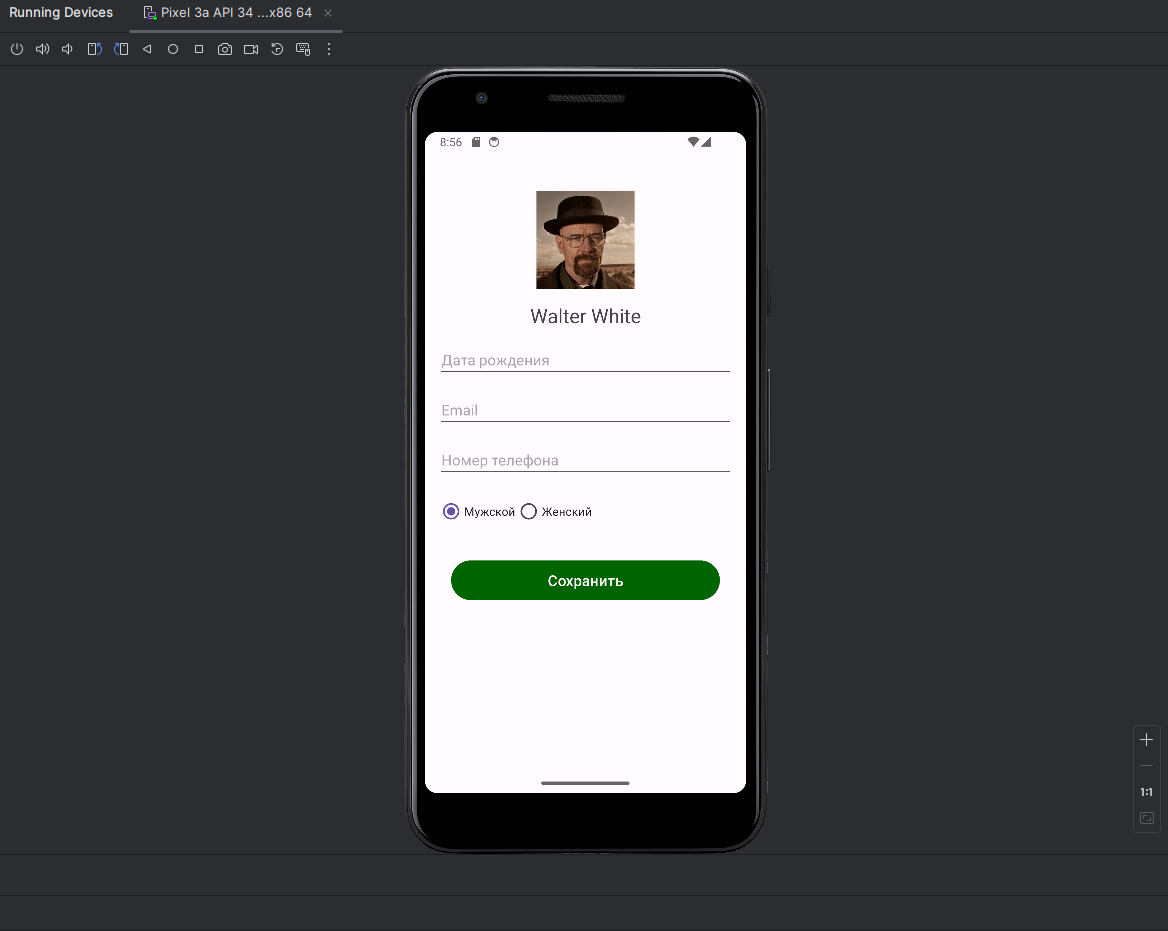 Running Devices
Pixel 3a API 34 ...x86 64
8:56
Walter White
Дата рождения
Email
Номер телефона
Мужской Женский
Сохранить
1:1